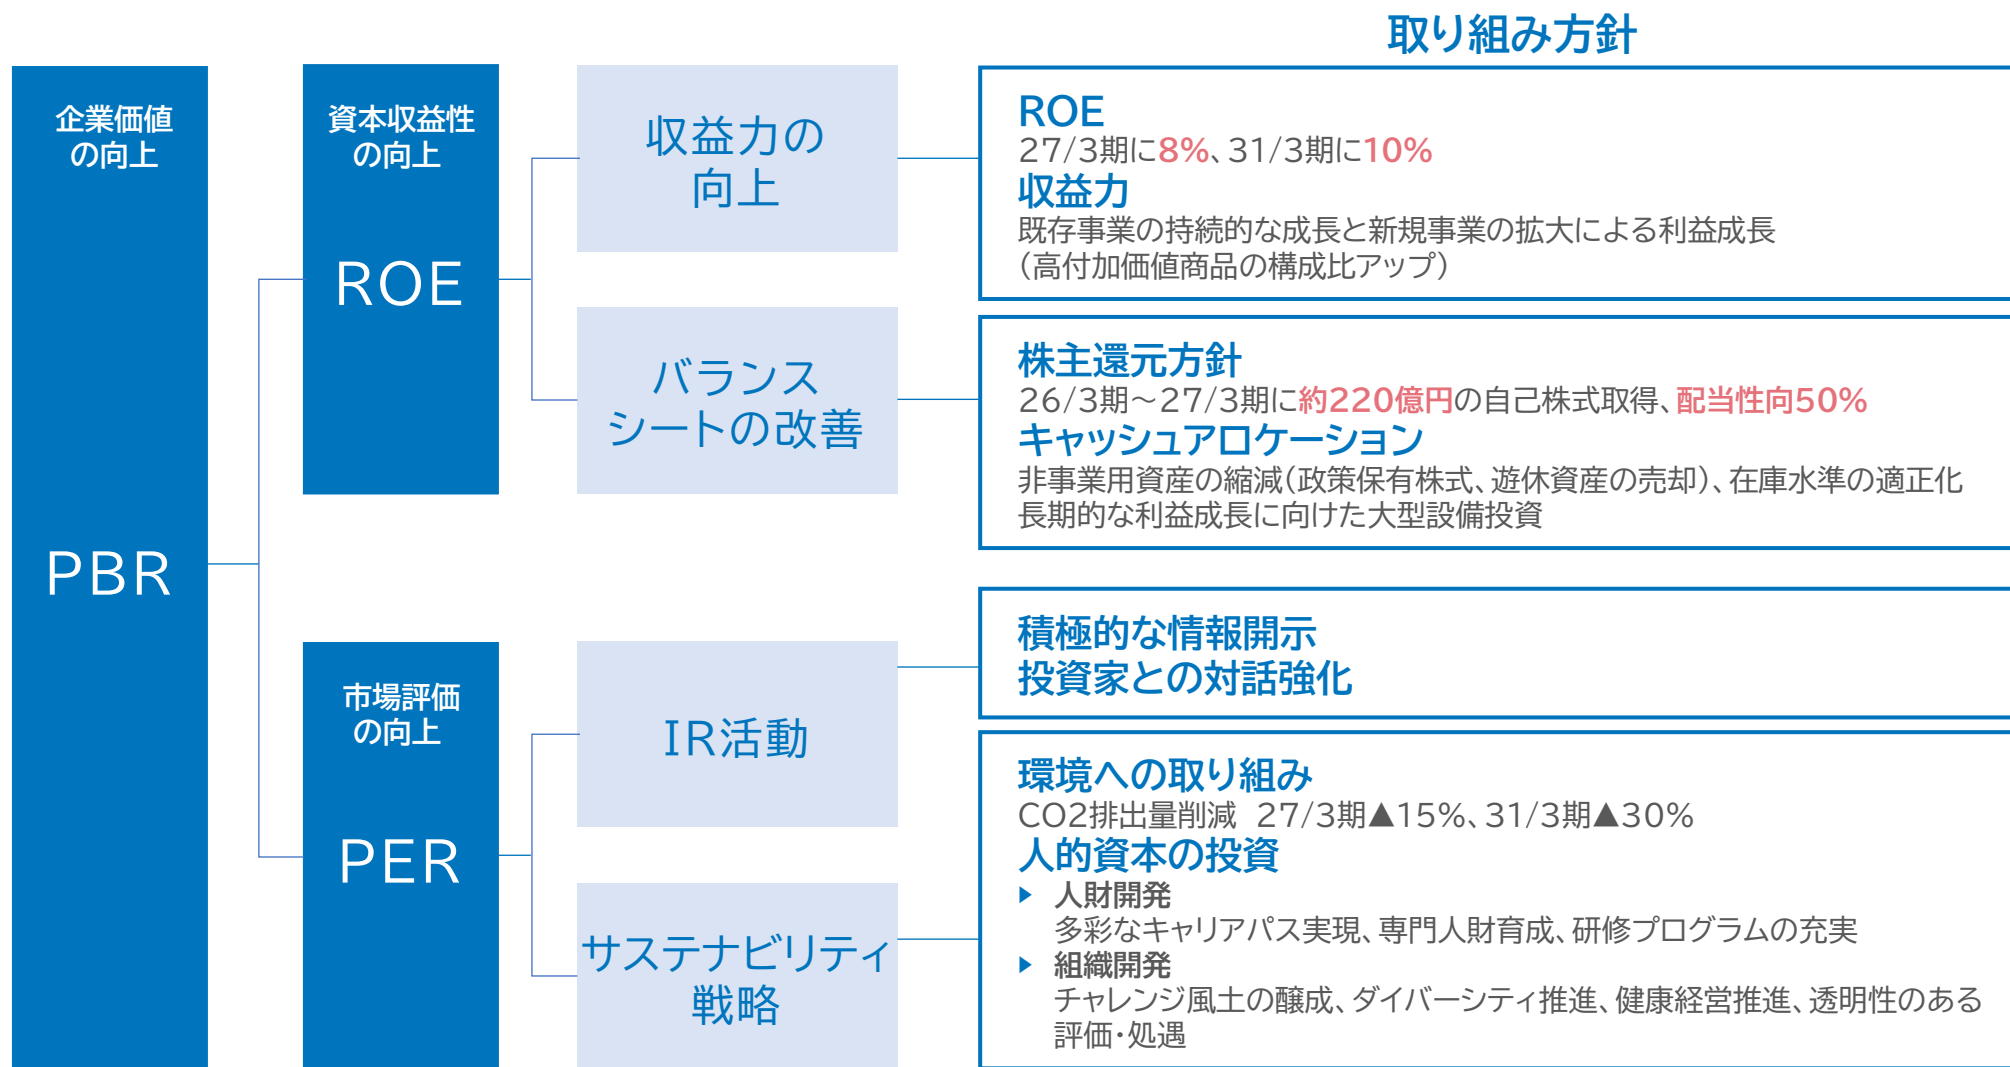 取り組み方針
企業価値
の向上
PBR
資本収益性
の向上
ROE
収益力の
向上
ROE
27/3期に8%、31/3期に10%
収益力
既存事業の持続的な成長と新規事業の拡大による利益成長
（高付加価値商品の構成比アップ）
バランス
シートの改善
株主還元方針
26/3期～27/3期に約220億円の自己株式取得、配当性向50%
キャッシュアロケーション
非事業用資産の縮減（政策保有株式、遊休資産の売却）、在庫水準の適正化
長期的な利益成長に向けた大型設備投資
市場評価
の向上
PER
IR活動
積極的な情報開示
投資家との対話強化
サステナビリティ
戦略
環境への取り組み
CO2排出量削減 27/3期▲15%、31/3期▲30%
人的資本の投資
▶ 人財開発
多彩なキャリアパス実現、専門人財育成、研修プログラムの充実
▶ 組織開発
チャレンジ風土の醸成、ダイバーシティ推進、健康経営推進、透明性のある
評価・処遇